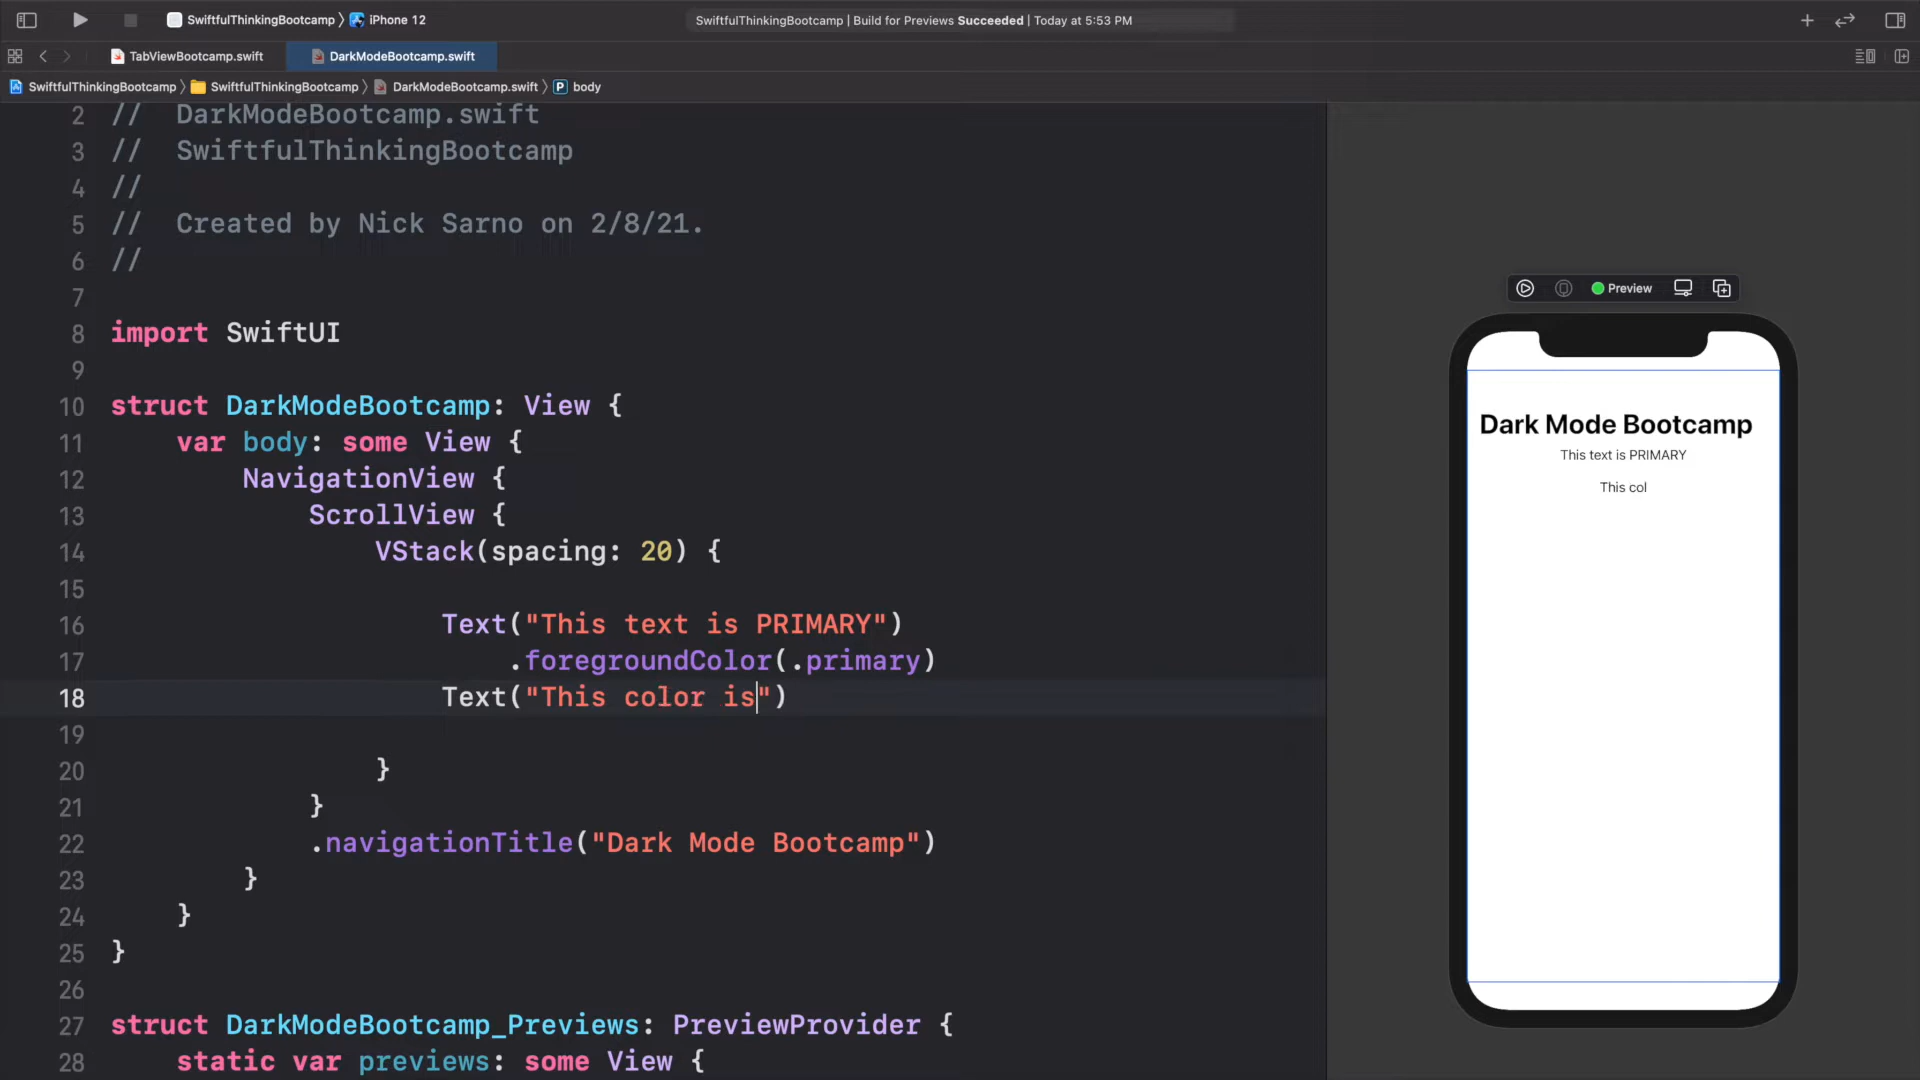 SwiftfulThinkingBootcamp 〉 iPhone 12
SwiftfulThinkingBootcamp | Build for Previews Succeeded | Today at 5:53 PM
TabViewBootcamp.swift
DarkModeBootcamp.swift
SwiftfulThinkingBootcamp 〉 SwiftfulThinkingBootcamp 〉 DarkModeBootcamp.swift 〉 P body
2 //  DarkModeBootcamp.swift
3 //  SwiftfulThinkingBootcamp
4 //
5 //  Created by Nick Sarno on 2/8/21.
6 //
7
8 import SwiftUI
9
10 struct DarkModeBootcamp: View {
11     var body: some View {
12         NavigationView {
13             ScrollView {
14                 VStack(spacing: 20) {
15
16                     Text("This text is PRIMARY")
17                         .foregroundColor(.primary)
18                     Text("This color is")
19
20                 }
21             }
22             .navigationTitle("Dark Mode Bootcamp")
23         }
24     }
25 }
26
27 struct DarkModeBootcamp_Previews: PreviewProvider {
28     static var previews: some View {
Preview
Dark Mode Bootcamp
This text is PRIMARY
This col